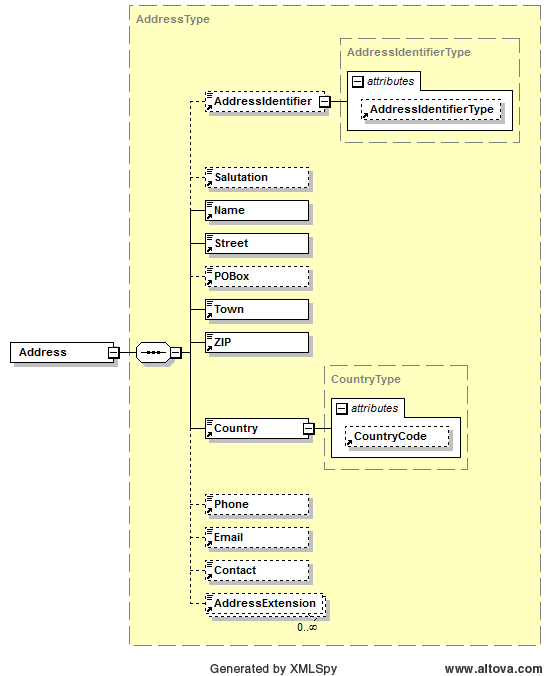 AddressType
AddressIdentifierType
attributes
AddressIdentifier
AddressIdentifierType
Salutation
Name
Street
POBox
Town
ZIP
Address
CountryType
attributes
Country
CountryCode
Phone
Email
Contact
AddressExtension
0..∞
Generated by XMLSpy
www.altova.com